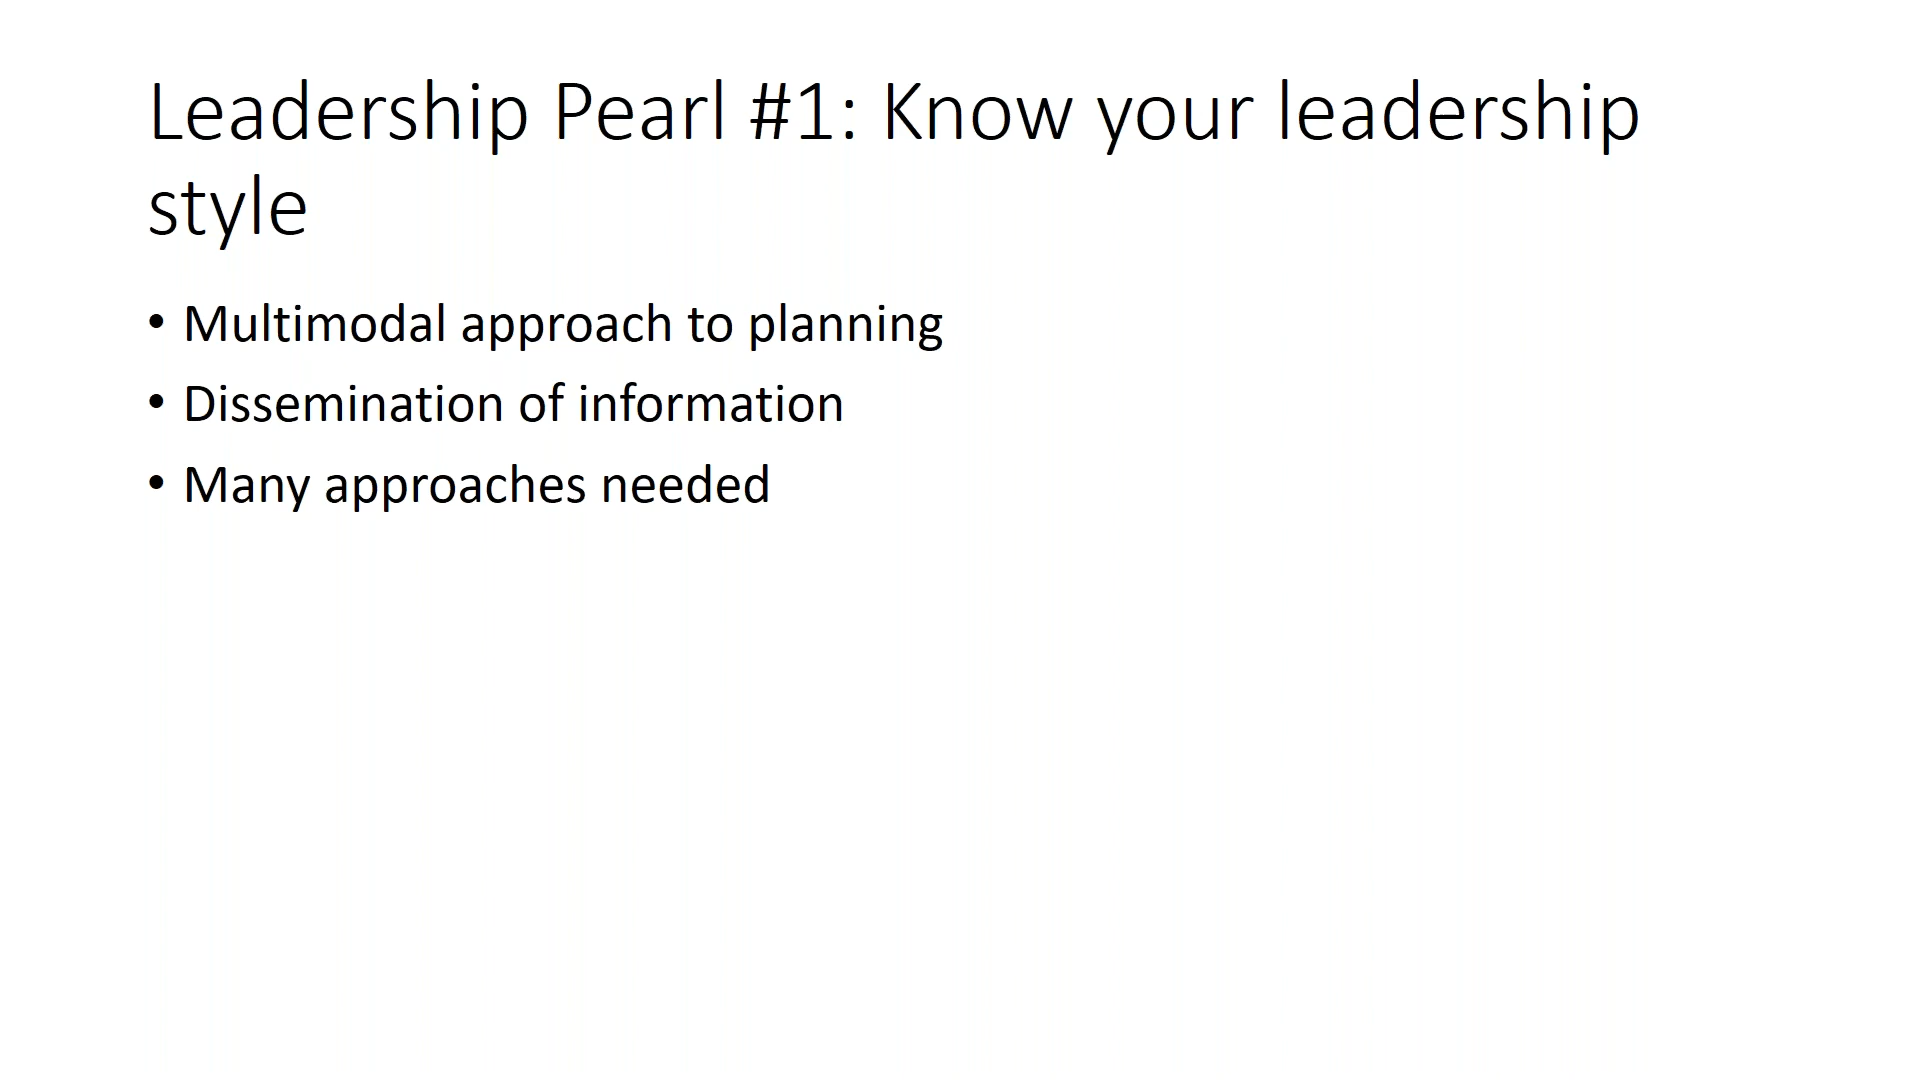 Leadership Pearl #1: Know your leadership
style
• Multimodal approach to planning
• Dissemination of information
• Many approaches needed